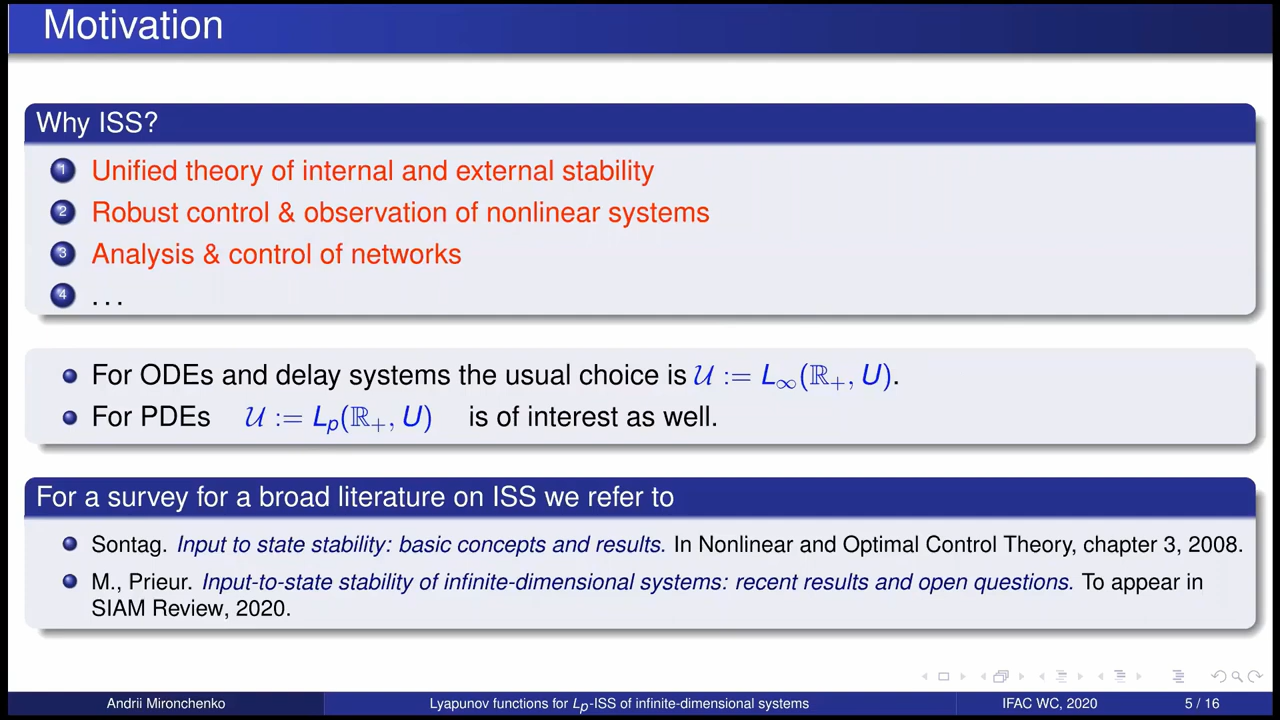 Motivation
Why ISS?
1 Unified theory of internal and external stability
2 Robust control & observation of nonlinear systems
3 Analysis & control of networks
4 . . .
For ODEs and delay systems the usual choice is 𝒰 := L∞(ℝ₊, U).
For PDEs 𝒰 := Lₚ(ℝ₊, U) is of interest as well.
For a survey for a broad literature on ISS we refer to
Sontag. Input to state stability: basic concepts and results. In Nonlinear and Optimal Control Theory, chapter 3, 2008.
M., Prieur. Input-to-state stability of infinite-dimensional systems: recent results and open questions. To appear in
SIAM Review, 2020.
Andrii Mironchenko Lyapunov functions for Lₚ-ISS of infinite-dimensional systems IFAC WC, 2020 5 / 16